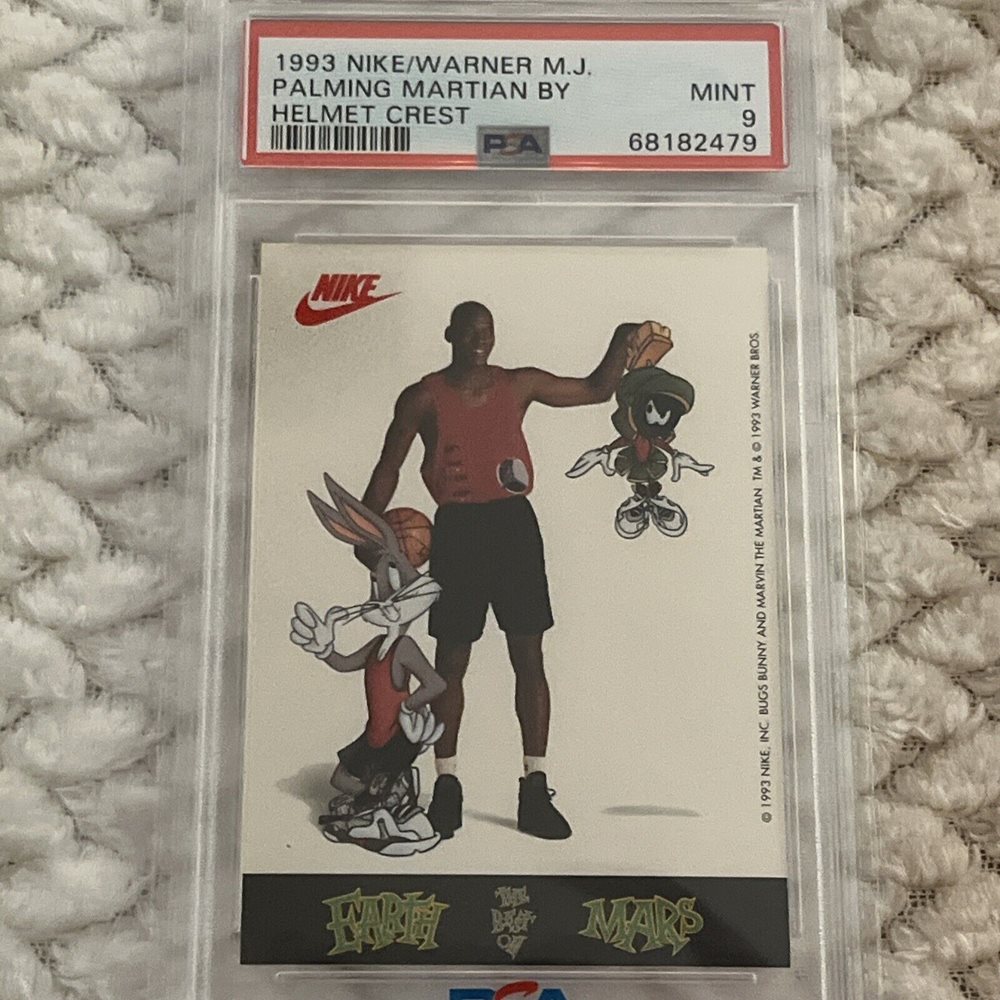 1993 NIKE/WARNER M.J.
PALMING MARTIAN BY
HELMET CREST
MINT
9
68182479
PSA
NIKE
© 1993 NIKE, INC. BUGS BUNNY AND MARVIN THE MARTIAN TM & © 1993 WARNER BROS.
EARTH
THE
BEST
OF
MARS
PSA